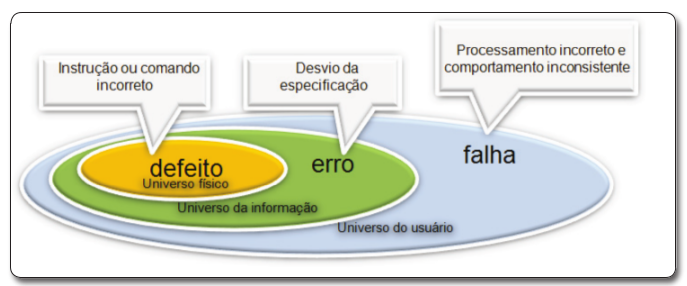 Instrução ou comando
incorreto
Desvio da
especificação
Processamento incorreto e
comportamento inconsistente
defeito
Universo físico
erro
Universo da informação
falha
Universo do usuário